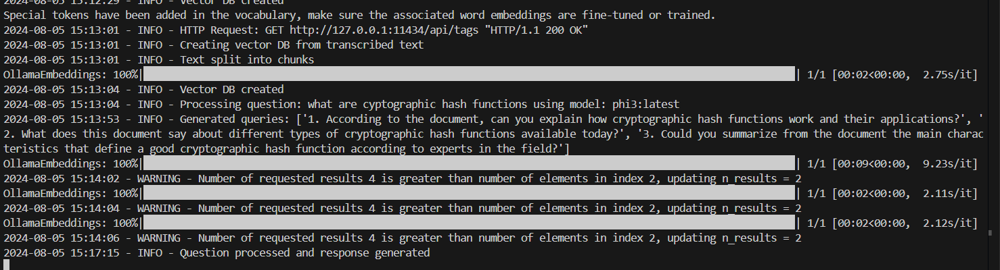 2024-08-05 15:12:29 - INFO - Vector DB created
Special tokens have been added in the vocabulary, make sure the associated word embeddings are fine-tuned or trained.
2024-08-05 15:13:01 - INFO - HTTP Request: GET http://127.0.0.1:11434/api/tags "HTTP/1.1 200 OK"
2024-08-05 15:13:01 - INFO - Creating vector DB from transcribed text
2024-08-05 15:13:01 - INFO - Text split into chunks
OllamaEmbeddings: 100%|| 1/1 [00:02<00:00,  2.75s/it]
2024-08-05 15:13:04 - INFO - Vector DB created
2024-08-05 15:13:04 - INFO - Processing question: what are cyptographic hash functions using model: phi3:latest
2024-08-05 15:13:53 - INFO - Generated queries: ['1. According to the document, can you explain how cryptographic hash functions work and their applications?', '
2. What does this document say about different types of cryptographic hash functions available today?', '3. Could you summarize from the document the main charac
teristics that define a good cryptographic hash function according to experts in the field?']
OllamaEmbeddings: 100%|| 1/1 [00:09<00:00,  9.23s/it]
2024-08-05 15:14:02 - WARNING - Number of requested results 4 is greater than number of elements in index 2, updating n_results = 2
OllamaEmbeddings: 100%|| 1/1 [00:02<00:00,  2.11s/it]
2024-08-05 15:14:04 - WARNING - Number of requested results 4 is greater than number of elements in index 2, updating n_results = 2
OllamaEmbeddings: 100%|| 1/1 [00:02<00:00,  2.12s/it]
2024-08-05 15:14:06 - WARNING - Number of requested results 4 is greater than number of elements in index 2, updating n_results = 2
2024-08-05 15:17:15 - INFO - Question processed and response generated